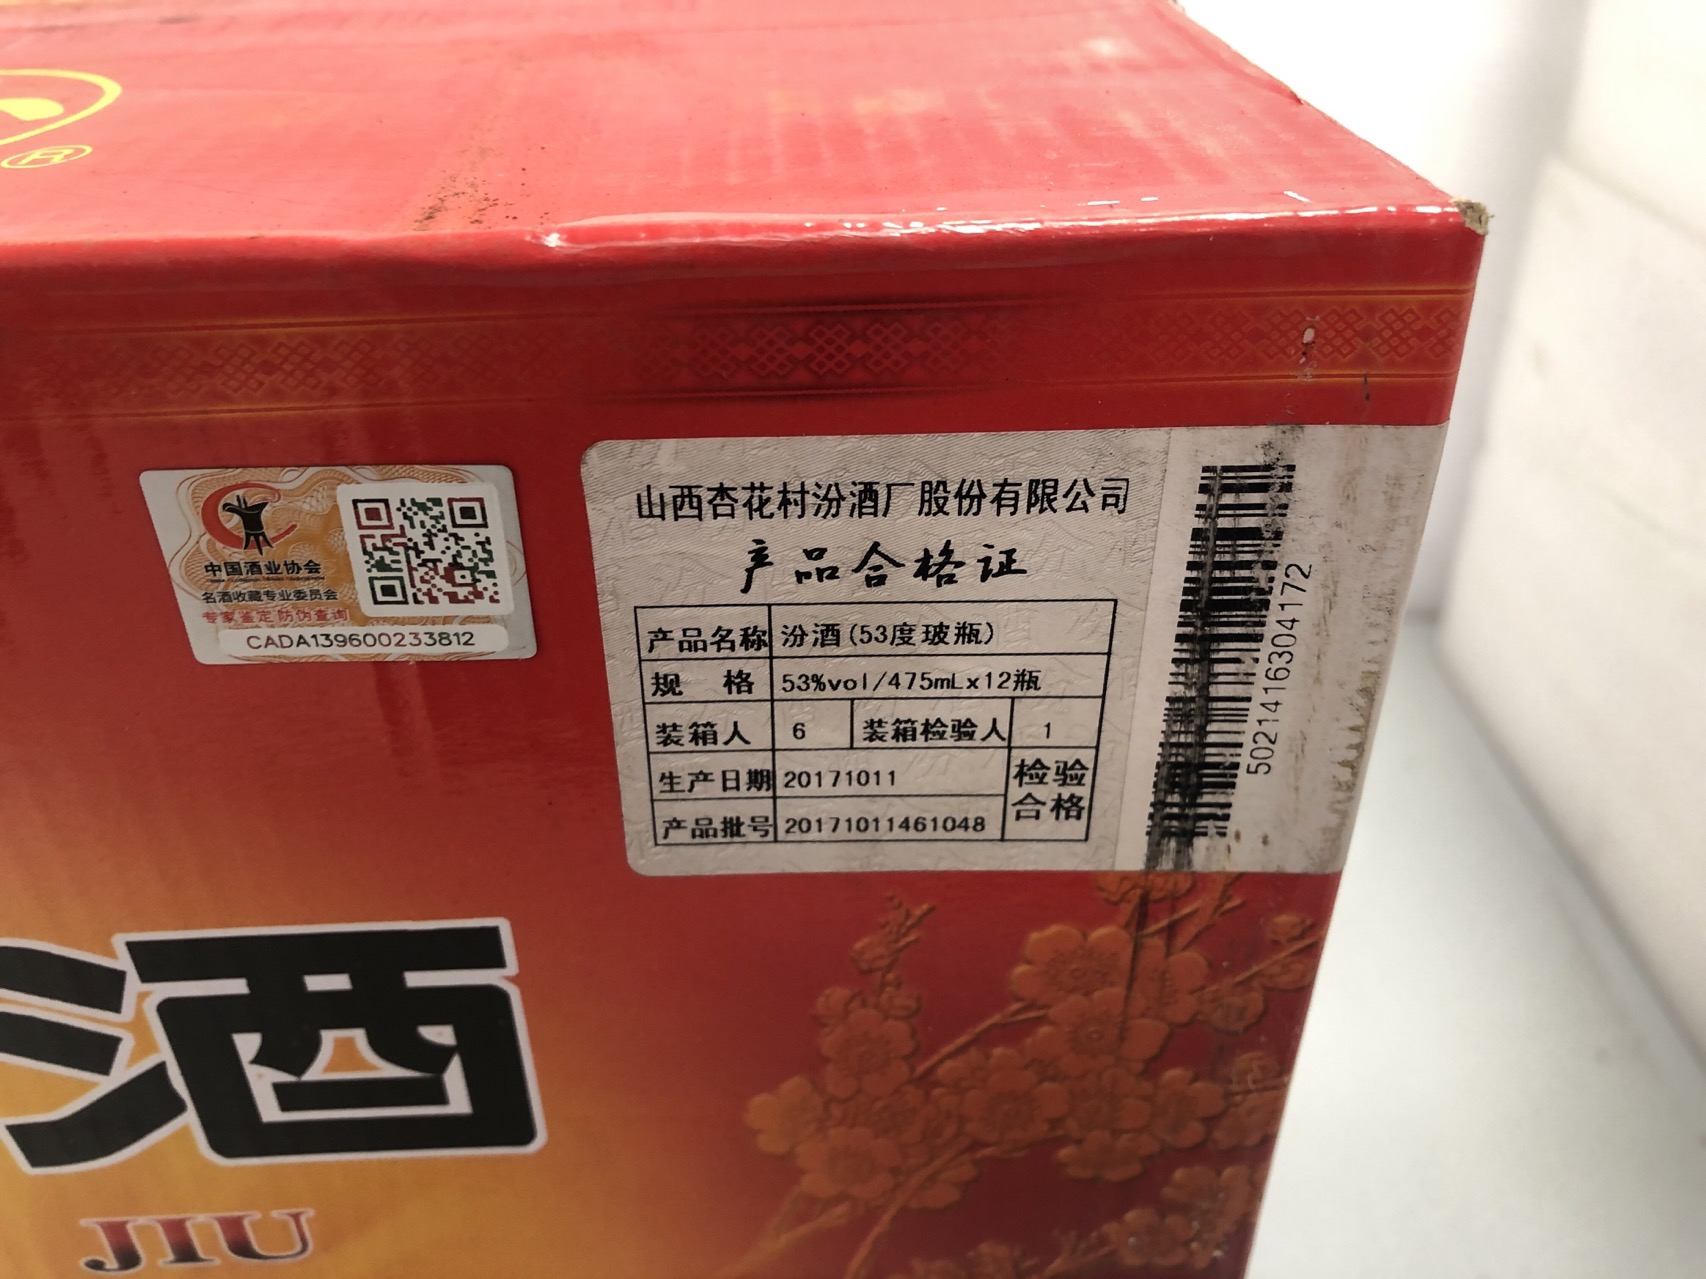 ®
中国酒业协会
名酒收藏专业委员会
专家鉴定 防伪查询
CADA139600233812
山西杏花村汾酒厂股份有限公司
产品合格证
产品名称 汾酒(53度玻瓶)
规 格 53%vol/475mLx12瓶
装箱人 6 装箱检验人 1
生产日期 20171011 检验合格
产品批号 20171011461048
50214163041172
酒
JIU